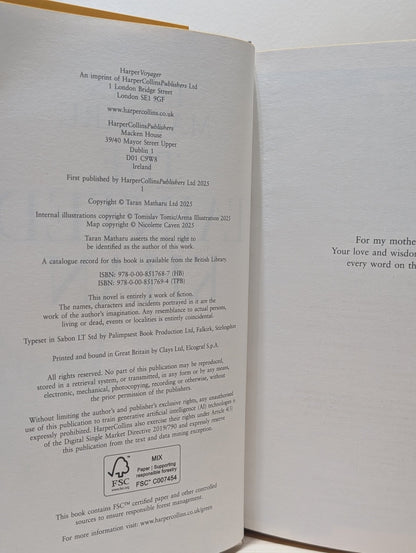 HarperVoyager
An imprint of HarperCollinsPublishers Ltd
1 London Bridge Street
London SE1 9GF
www.harpercollins.co.uk
HarperCollinsPublishers
Macken House
39/40 Mayor Street Upper
Dublin 1
D01 C9W8
Ireland
First published by HarperCollinsPublishers Ltd 2025
1
Copyright © Taran Matharu Ltd 2025
Internal illustrations copyright © Tomislav Tomic/Arena Illustration 2025
Map copyright © Nicolette Caven 2025
Taran Matharu asserts the moral right to
be identified as the author of this work.
A catalogue record for this book is available from the British Library.
ISBN: 978-0-00-851768-7 (HB)
ISBN: 978-0-00-851769-4 (TPB)
This novel is entirely a work of fiction.
The names, characters and incidents portrayed in it are the
work of the author's imagination. Any resemblance to actual persons,
living or dead, events or localities is entirely coincidental.
Typeset in Sabon LT Std by Palimpsest Book Production Ltd, Falkirk, Stirlingshire
Printed and bound in Great Britain by Clays Ltd, Elcograf S.p.A.
All rights reserved. No part of this publication may be reproduced,
stored in a retrieval system, or transmitted, in any form or by any means,
electronic, mechanical, photocopying, recording or otherwise, without
the prior permission of the publishers.
Without limiting the author's and publisher's exclusive rights, any unauthorised
use of this publication to train generative artificial intelligence (AI) technologies is
expressly prohibited. HarperCollins also exercise their rights under Article 4(3)
of the Digital Single Market Directive 2019/790 and expressly reserve
this publication from the text and data mining exception.
FSC
www.fsc.org
MIX
Paper | Supporting
responsible forestry
FSC™ C007454
This book contains FSC™ certified paper and other controlled
sources to ensure responsible forest management.
For more information visit: www.harpercollins.co.uk/green
For my mothe
Your love and wisdo
every word on th